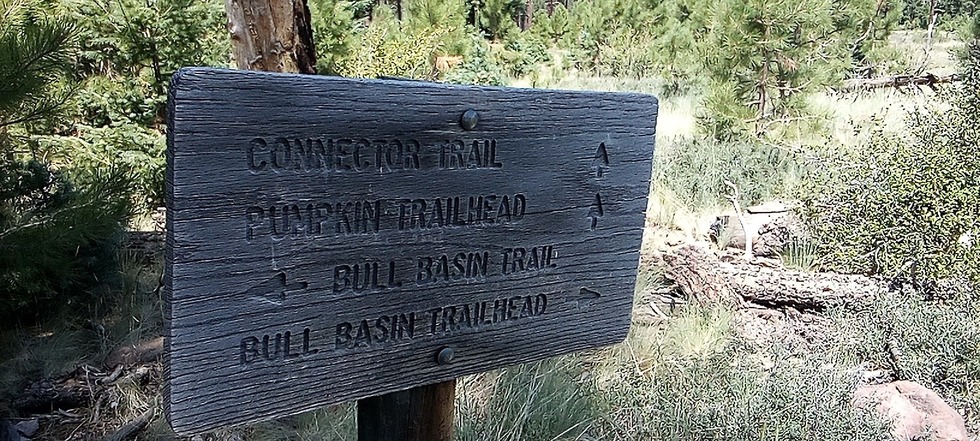 CONNECTOR TRAIL
PUMPKIN TRAILHEAD
BULL BASIN TRAIL
BULL BASIN TRAILHEAD